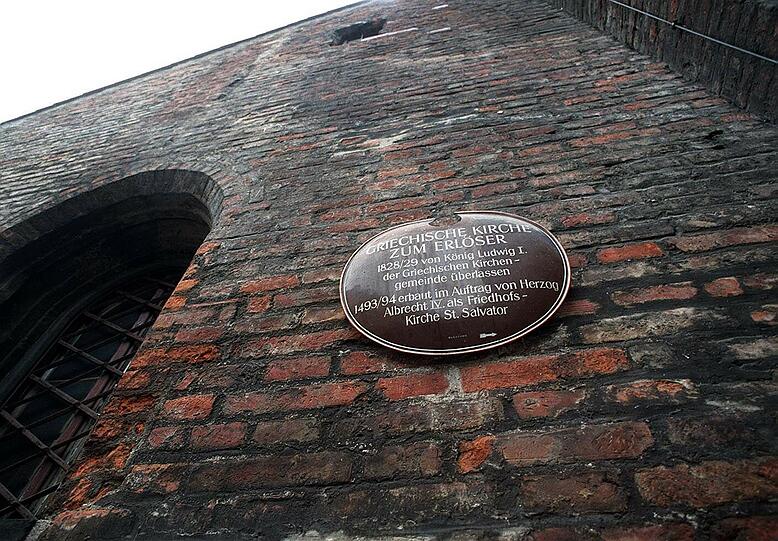 GRIECHISCHE KIRCHE
ZUM ERLÖSER
1828/29 von König Ludwig I.
der Griechischen Kirchen-
gemeinde überlassen
1493/94 erbaut im Auftrag von Herzog
Albrecht IV. als Friedhofs-
Kirche St. Salvator